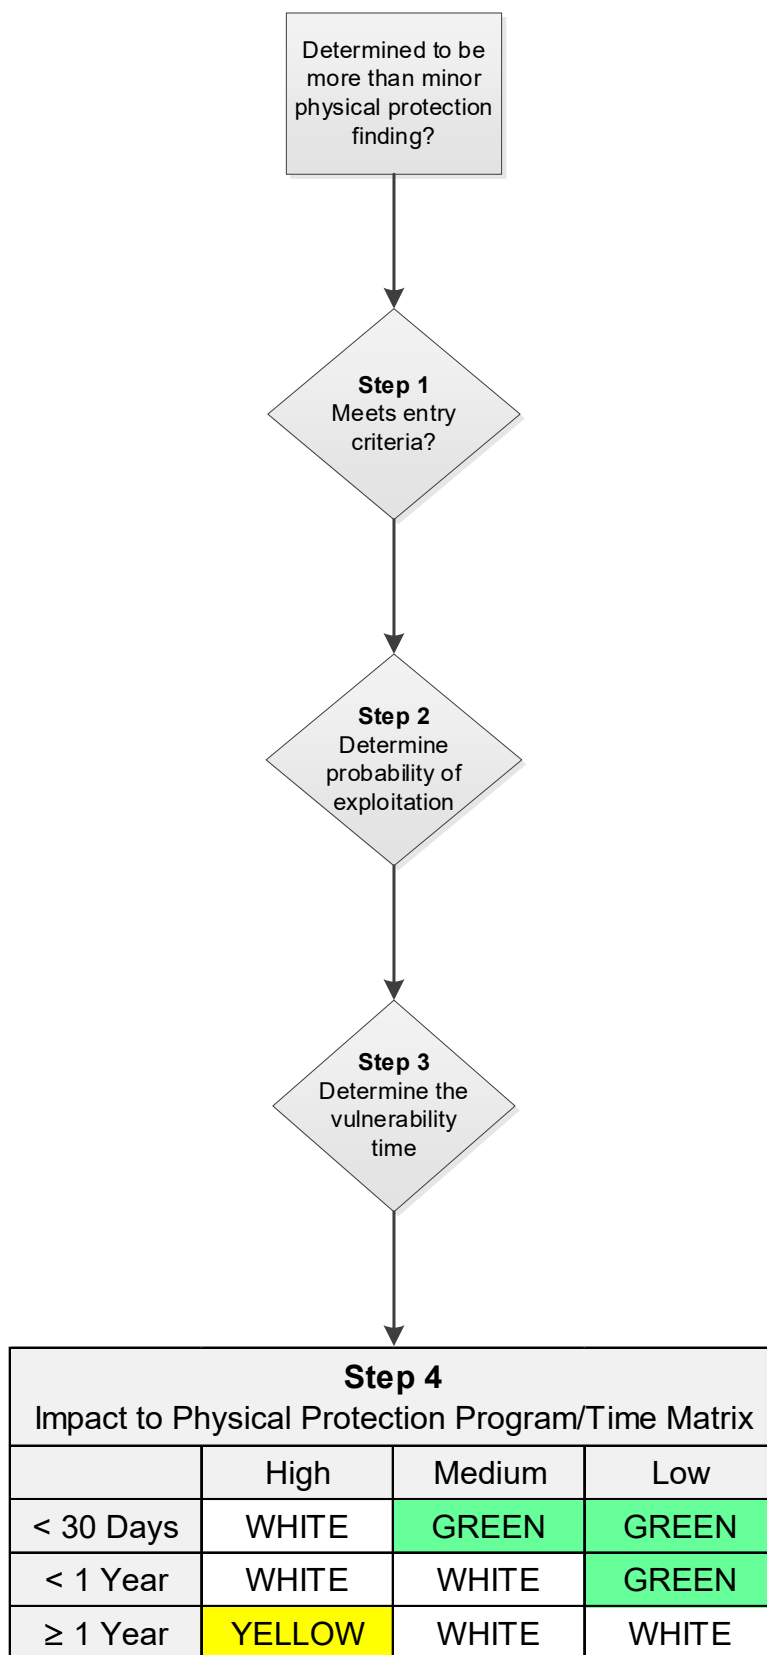 Determined to be
more than minor
physical protection
finding?
Step 1
Meets entry
criteria?
Step 2
Determine
probability of
exploitation
Step 3
Determine the
vulnerability
time
Step 4
Impact to Physical Protection Program/Time Matrix
High Medium Low
< 30 Days WHITE GREEN GREEN
< 1 Year WHITE WHITE GREEN
≥ 1 Year YELLOW WHITE WHITE